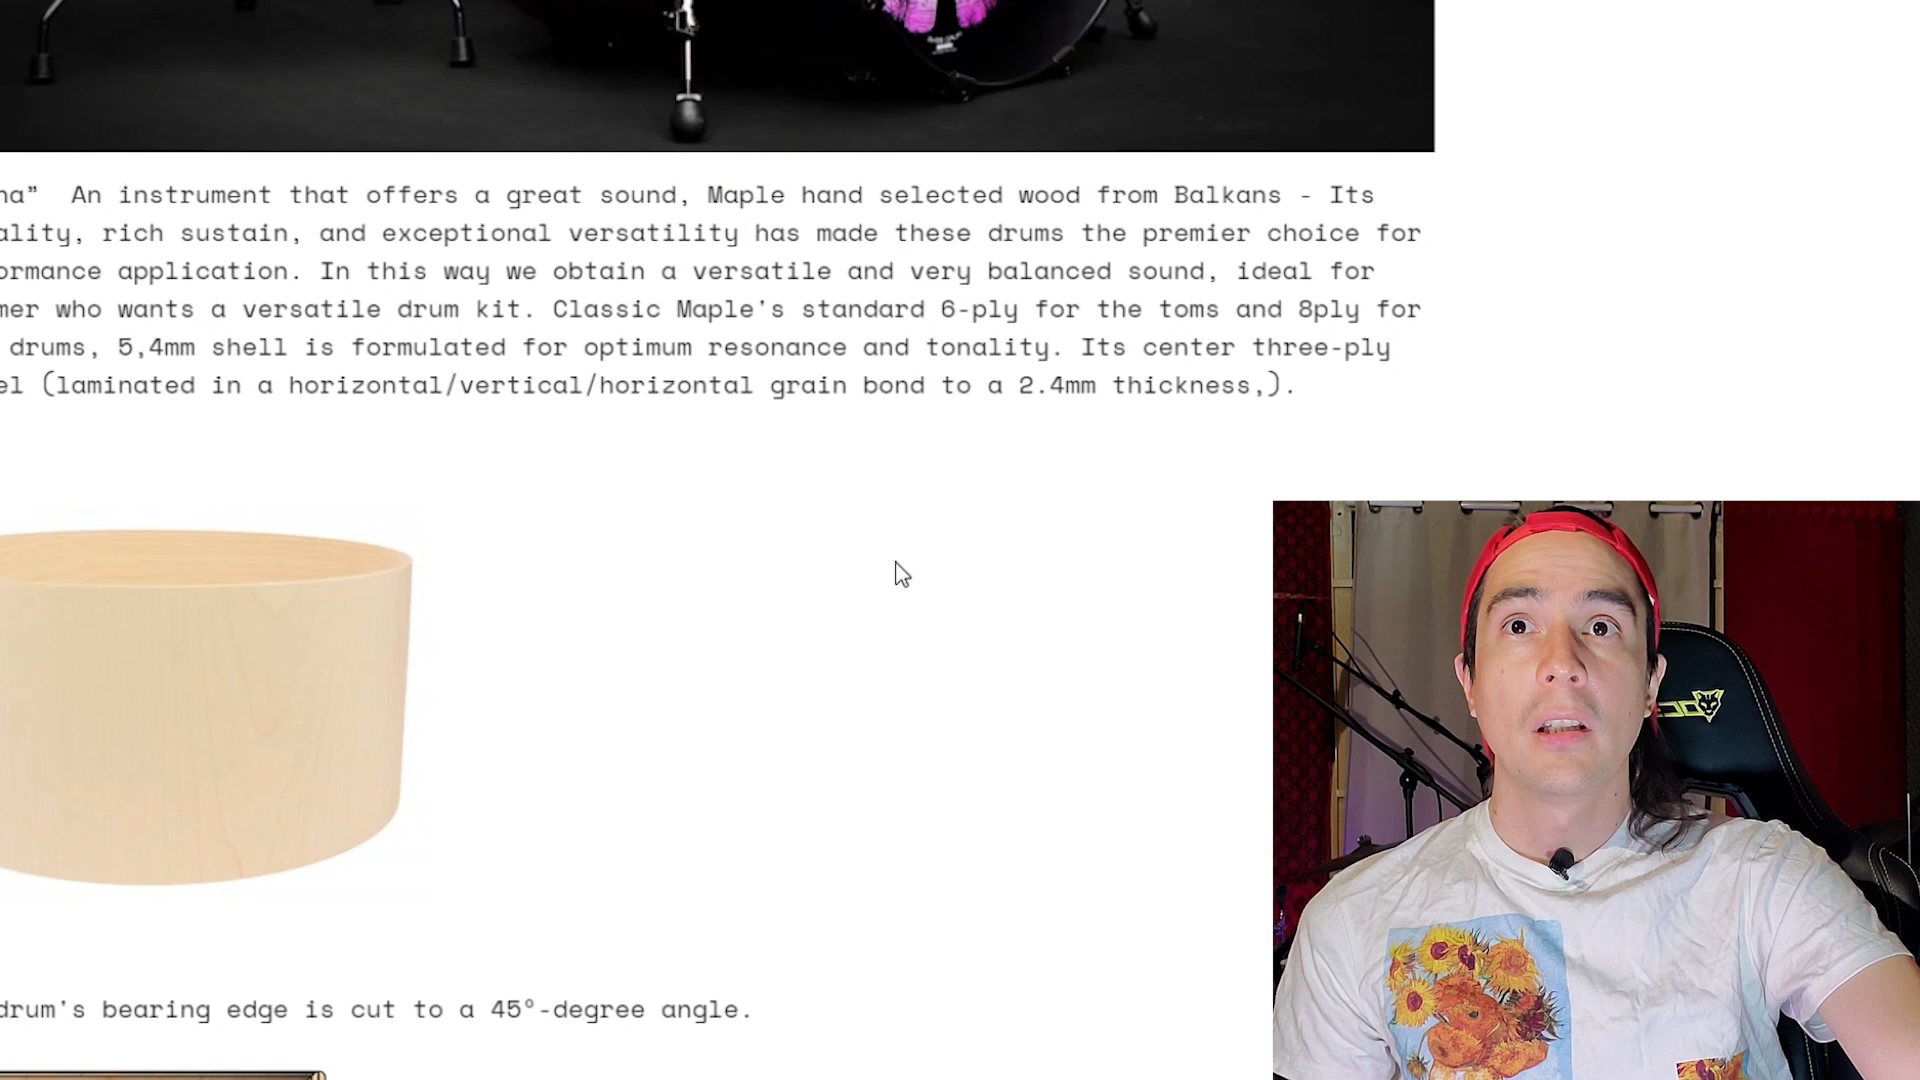 na”  An instrument that offers a great sound, Maple hand selected wood from Balkans - Its
ality, rich sustain, and exceptional versatility has made these drums the premier choice for
ormance application. In this way we obtain a versatile and very balanced sound, ideal for
mer who wants a versatile drum kit. Classic Maple's standard 6-ply for the toms and 8ply for
drums, 5,4mm shell is formulated for optimum resonance and tonality. Its center three-ply
el (laminated in a horizontal/vertical/horizontal grain bond to a 2.4mm thickness,).
drum's bearing edge is cut to a 45º-degree angle.